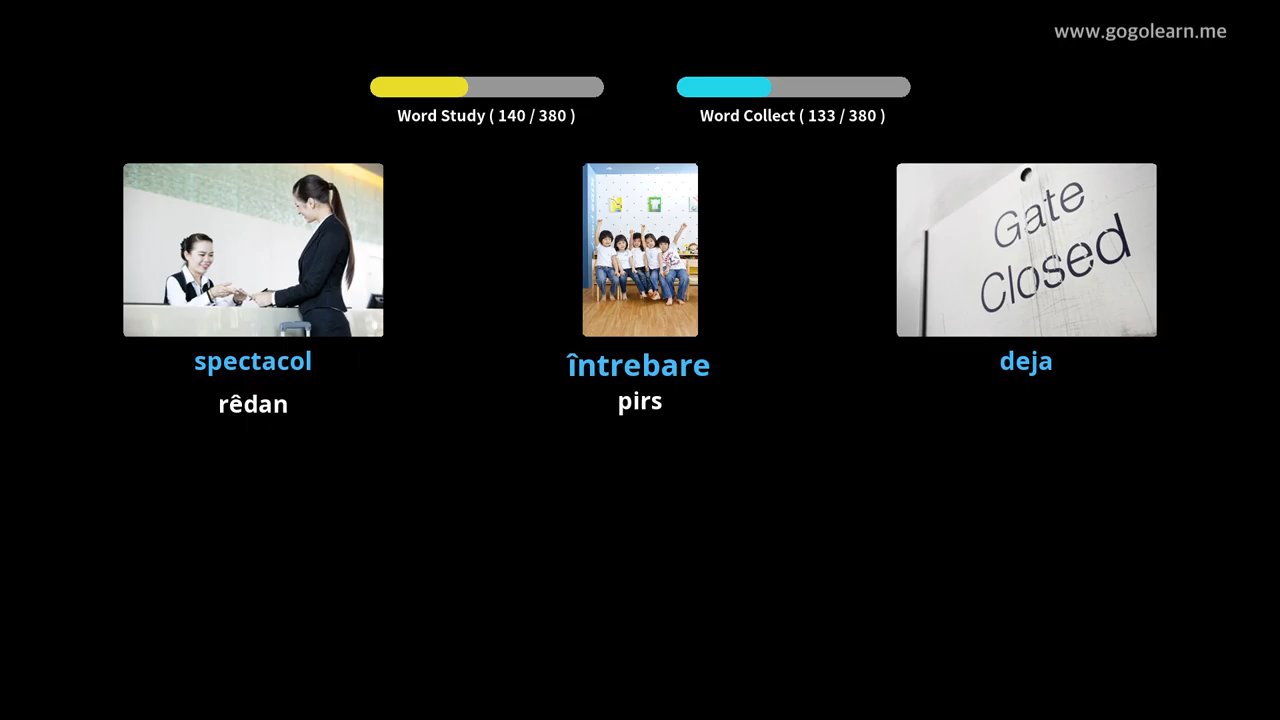 www.gogolearn.me
Word Study ( 140 / 380 )
Word Collect ( 133 / 380 )
Gate
Closed
spectacol
întrebare
deja
rêdan
pirs